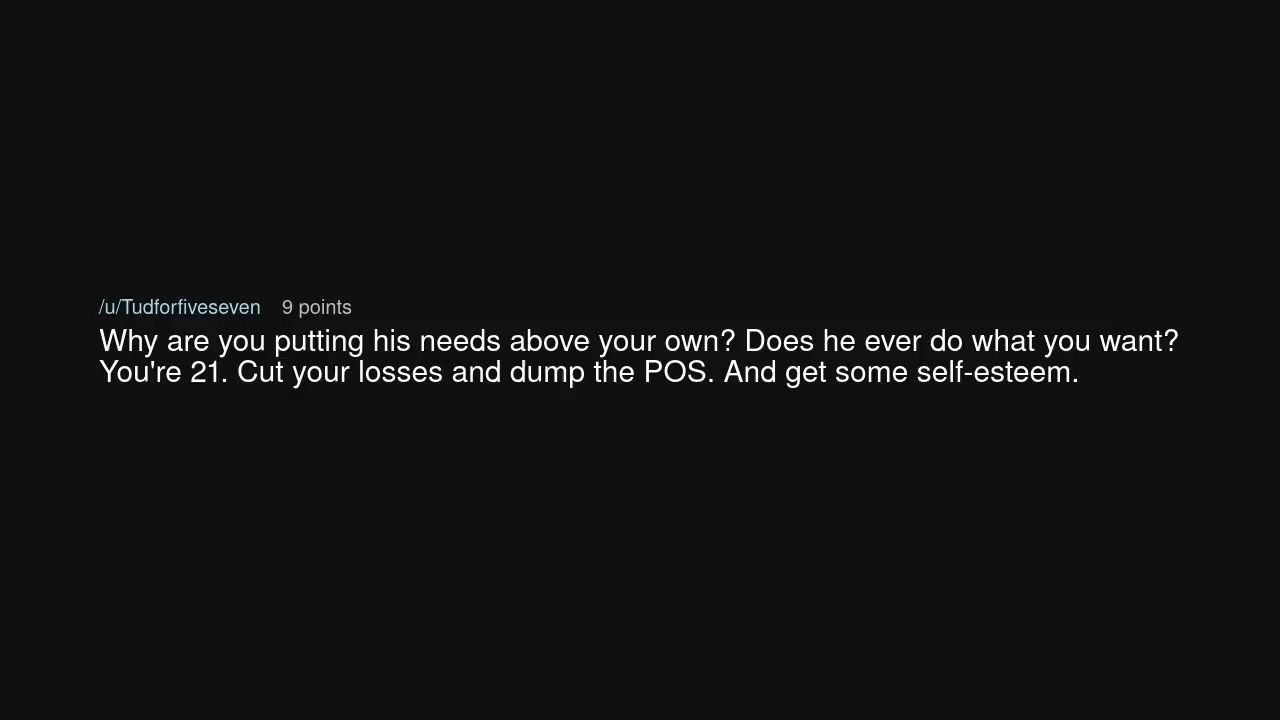 /u/Tudforfiveseven 9 points
Why are you putting his needs above your own? Does he ever do what you want?
You're 21. Cut your losses and dump the POS. And get some self-esteem.